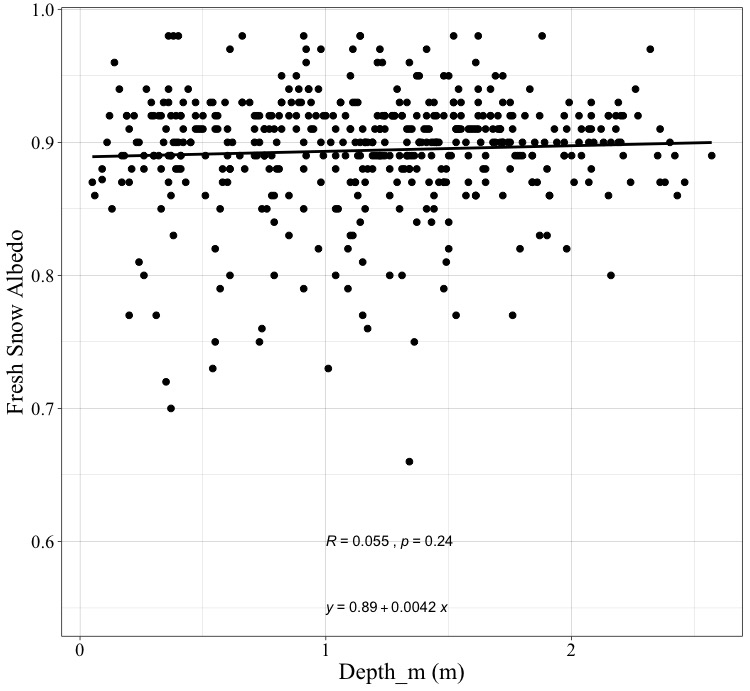 1.0
0.9
0.8
0.7
0.6
Fresh Snow Albedo
R = 0.055 , p = 0.24
y = 0.89 + 0.0042 x
0 1 2
Depth_m (m)